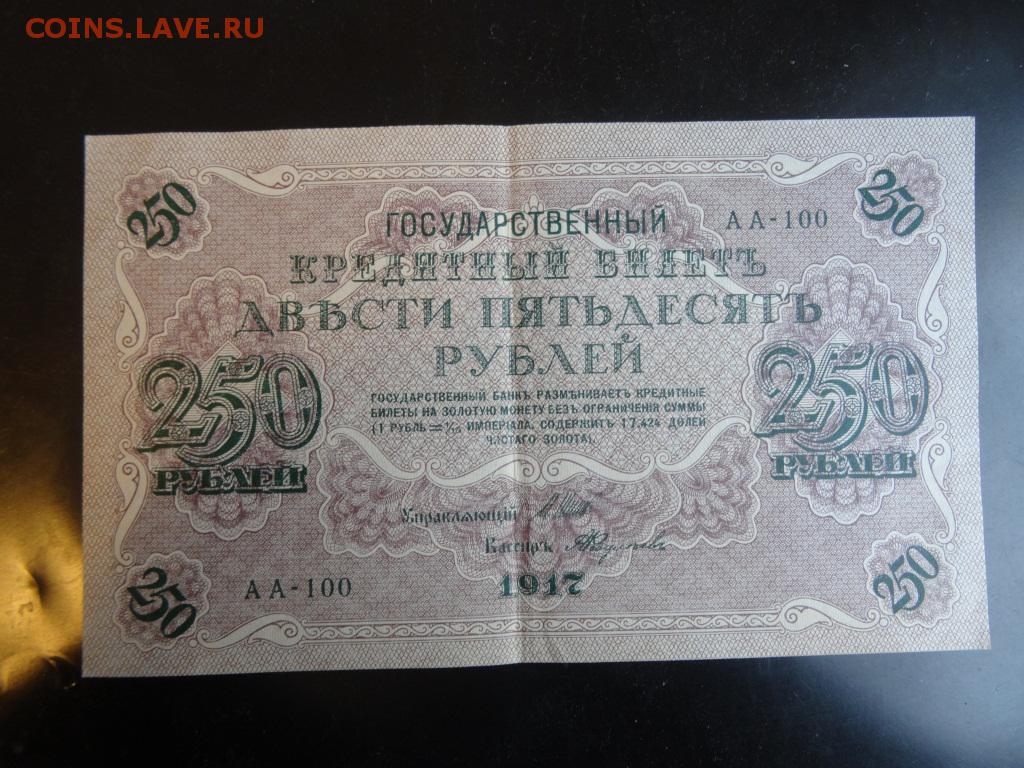 COINS.LAVE.RU
250
250
ГОСУДАРСТВЕННЫЙ
АА-100
КРЕДИТНЫЙ БИЛЕТЪ
ДВѢСТИ ПЯТЬДЕСЯТЪ
РУБЛЕЙ
250
РУБЛЕЙ
250
РУБЛЕЙ
ГОСУДАРСТВЕННЫЙ БАНКЪ РАЗМѢНИВАЕТЪ КРЕДИТНЫЕ
БИЛЕТЫ НА ЗОЛОТУЮ МОНЕТУ БЕЗЪ ОГРАНИЧЕНІЯ СУММЫ
(1 РУБЛЬ = 1/15 ИМПЕРІАЛА, СОДЕРЖИТЪ 17,424 ДОЛЕЙ
ЧИСТАГО ЗОЛОТА).
Управляющій
Кассиръ
АА-100
1917
250
250